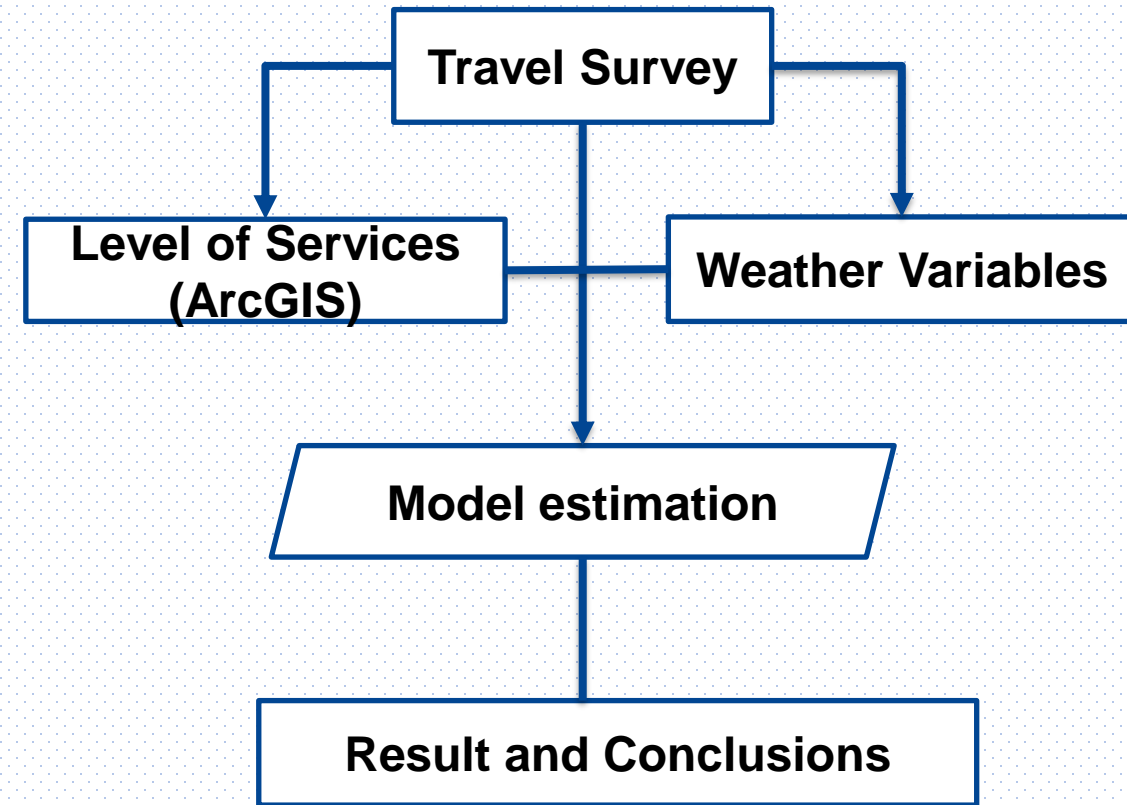 Travel Survey
Level of Services
(ArcGIS)
Weather Variables
Model estimation
Result and Conclusions